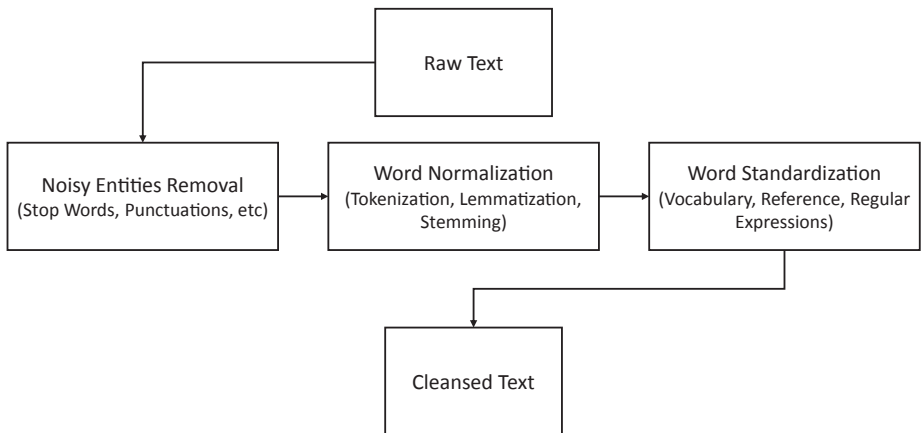 Raw Text
Noisy Entities Removal
(Stop Words, Punctuations, etc)
Word Normalization
(Tokenization, Lemmatization,
Stemming)
Word Standardization
(Vocabulary, Reference, Regular
Expressions)
Cleansed Text